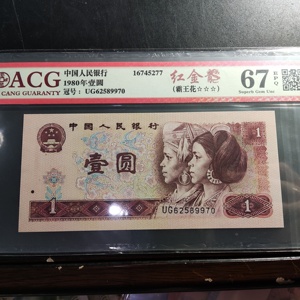 ACG
CANG GUARANTY
中国人民银行 16745277
1980年壹圆
冠号：UG62589970
红金龙
(霸王花☆☆☆)
67 EPQ
Superb Gem Unc
中国人民银行
1
壹圆
UG62589970
1
1